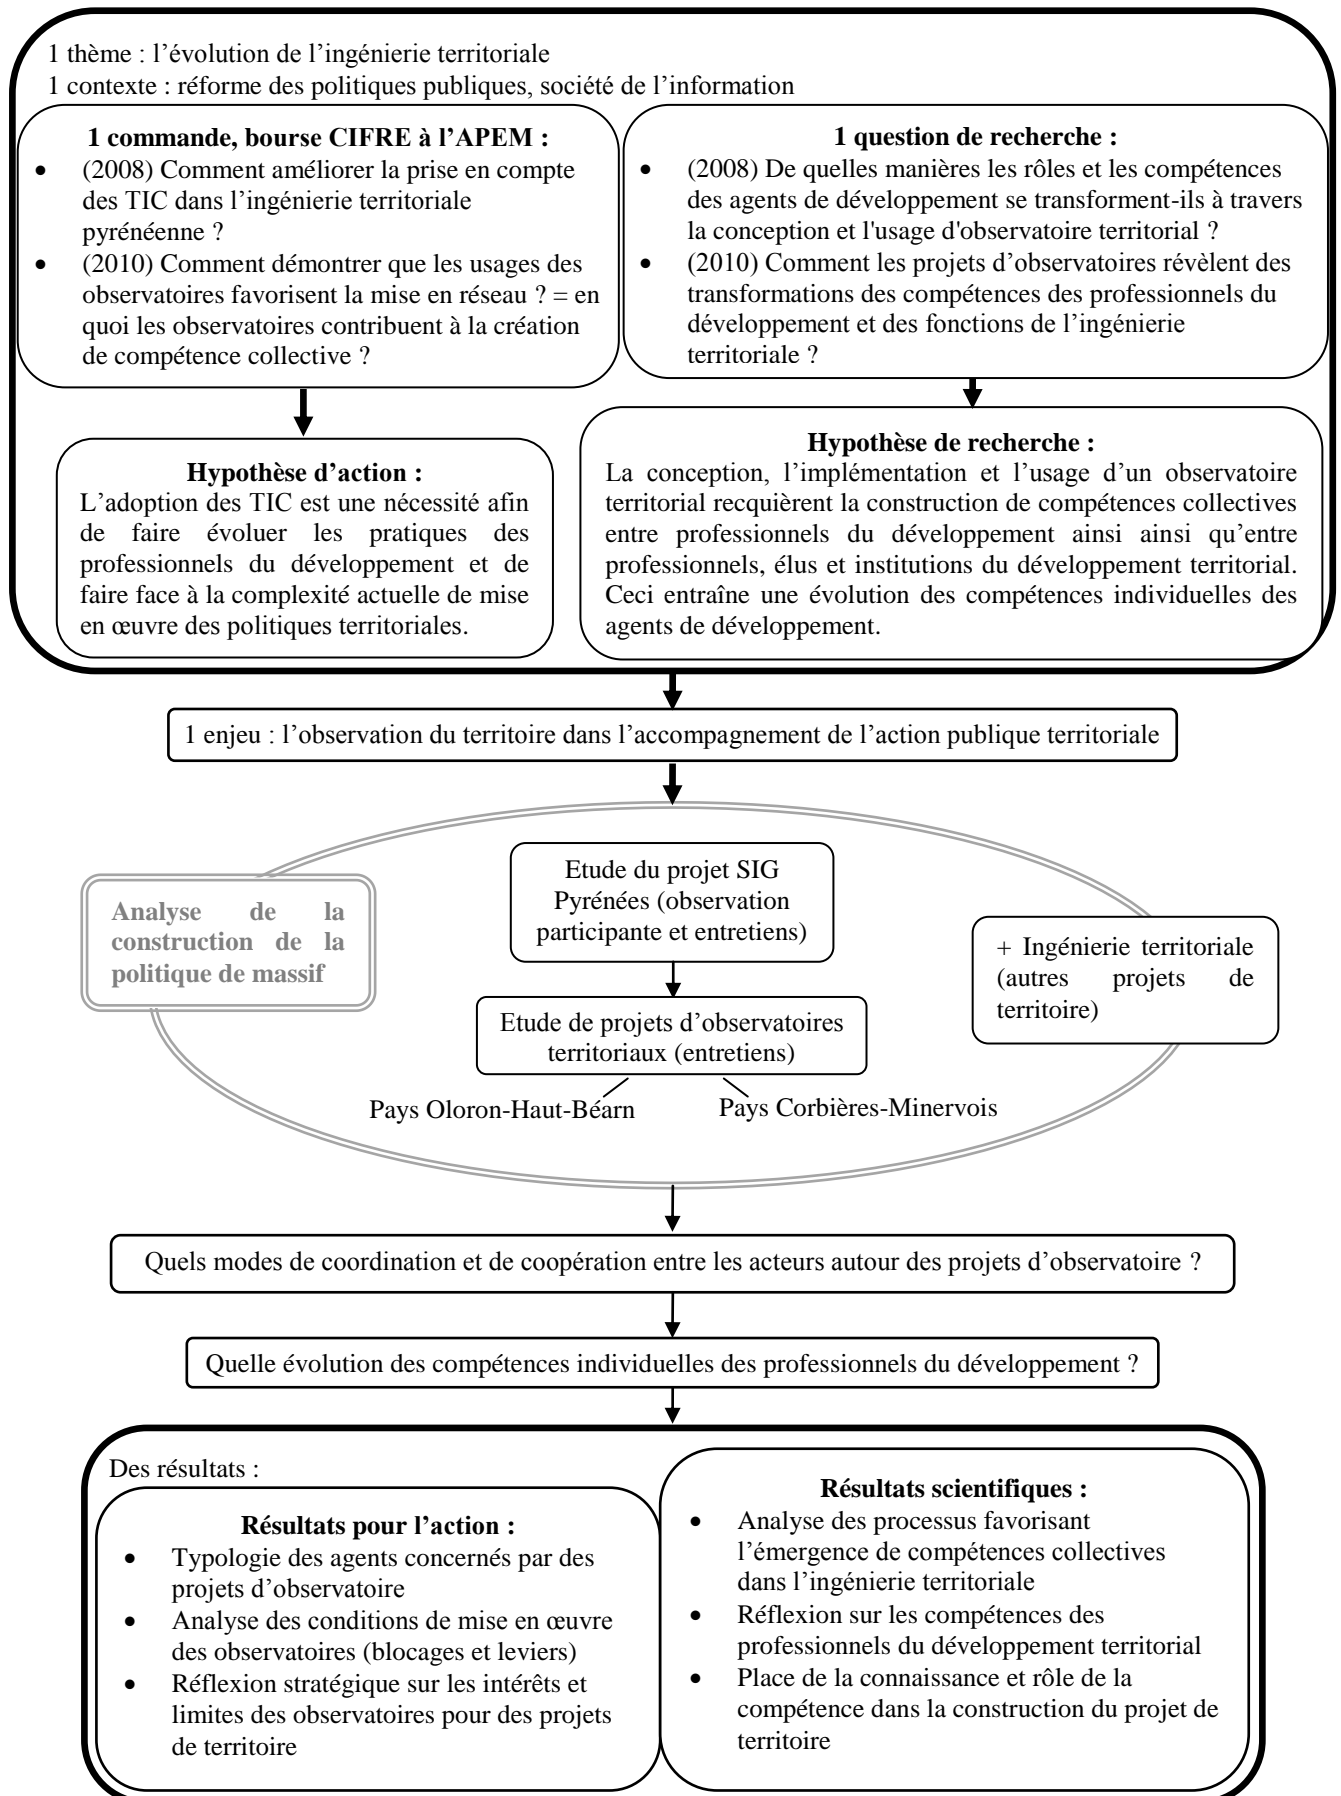 1 thème : l’évolution de l’ingénierie territoriale
1 contexte : réforme des politiques publiques, société de l’information
1 commande, bourse CIFRE à l’APEM :
• (2008) Comment améliorer la prise en compte
des TIC dans l’ingénierie territoriale
pyrénéenne ?
• (2010) Comment démontrer que les usages des
observatoires favorisent la mise en réseau ? = en
quoi les observatoires contribuent à la création
de compétence collective ?
1 question de recherche :
• (2008) De quelles manières les rôles et les compétences
des agents de développement se transforment-ils à travers
la conception et l'usage d'observatoire territorial ?
• (2010) Comment les projets d’observatoires révèlent des
transformations des compétences des professionnels du
développement et des fonctions de l’ingénierie
territoriale ?
Hypothèse d’action :
L’adoption des TIC est une nécessité afin
de faire évoluer les pratiques des
professionnels du développement et de
faire face à la complexité actuelle de mise
en œuvre des politiques territoriales.
Hypothèse de recherche :
La conception, l’implémentation et l’usage d’un observatoire
territorial recquièrent la construction de compétences collectives
entre professionnels du développement ainsi ainsi qu’entre
professionnels, élus et institutions du développement territorial.
Ceci entraîne une évolution des compétences individuelles des
agents de développement.
1 enjeu : l’observation du territoire dans l’accompagnement de l’action publique territoriale
Analyse de la
construction de la
politique de massif
Etude du projet SIG
Pyrénées (observation
participante et entretiens)
+ Ingénierie territoriale
(autres projets de
territoire)
Etude de projets d’observatoires
territoriaux (entretiens)
Pays Oloron-Haut-Béarn
Pays Corbières-Minervois
Quels modes de coordination et de coopération entre les acteurs autour des projets d’observatoire ?
Quelle évolution des compétences individuelles des professionnels du développement ?
Des résultats :
Résultats pour l’action :
• Typologie des agents concernés par des
projets d’observatoire
• Analyse des conditions de mise en œuvre
des observatoires (blocages et leviers)
• Réflexion stratégique sur les intérêts et
limites des observatoires pour des projets
de territoire
Résultats scientifiques :
• Analyse des processus favorisant
l’émergence de compétences collectives
dans l’ingénierie territoriale
• Réflexion sur les compétences des
professionnels du développement territorial
• Place de la connaissance et rôle de la
compétence dans la construction du projet de
territoire